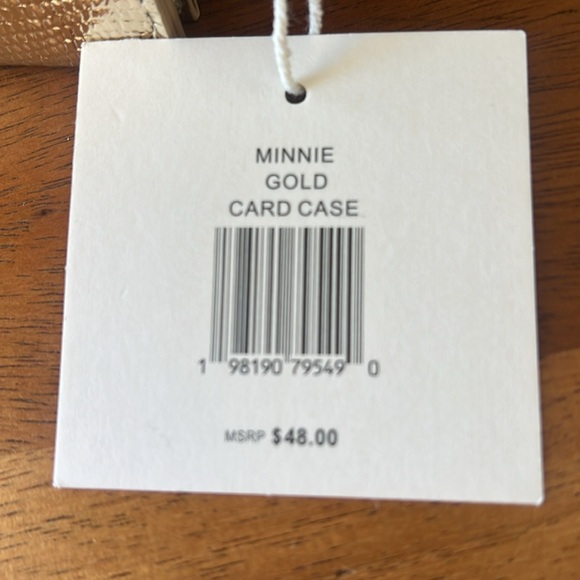 MINNIE
GOLD
CARD CASE
1 98190 79549 0
MSRP $48.00